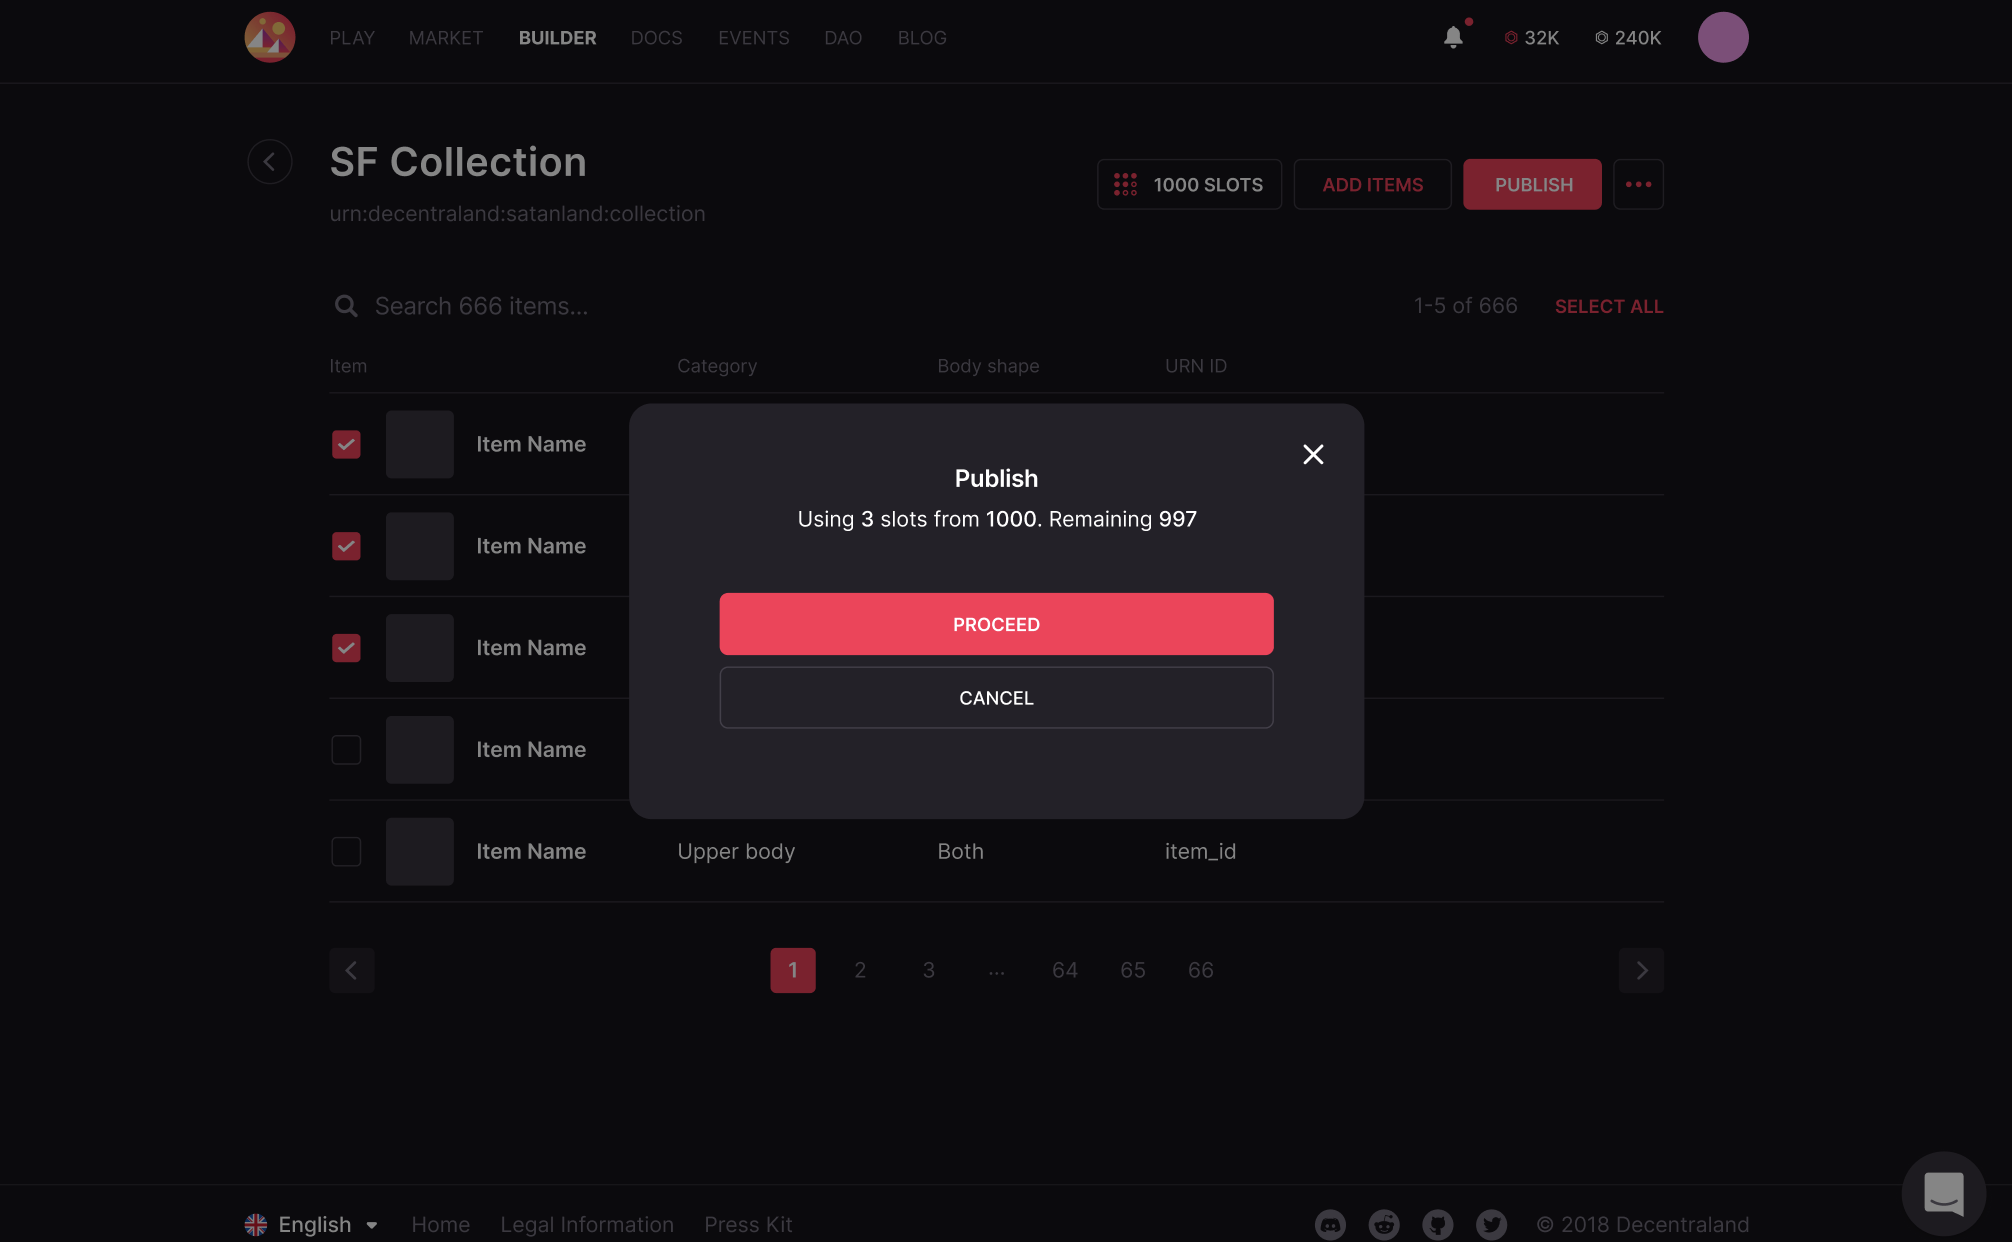 PLAY MARKET BUILDER DOCS EVENTS DAO BLOG 32K 240K
SF Collection
urn:decentraland:satanland:collection
1000 SLOTS ADD ITEMS PUBLISH
Search 666 items... 1-5 of 666 SELECT ALL
Item Category Body shape URN ID
Item Name
Item Name
Item Name
Item Name
Publish
Using 3 slots from 1000. Remaining 997
PROCEED
CANCEL
Item Name Upper body Both item_id
1 2 3 ... 64 65 66
English Home Legal Information Press Kit © 2018 Decentraland